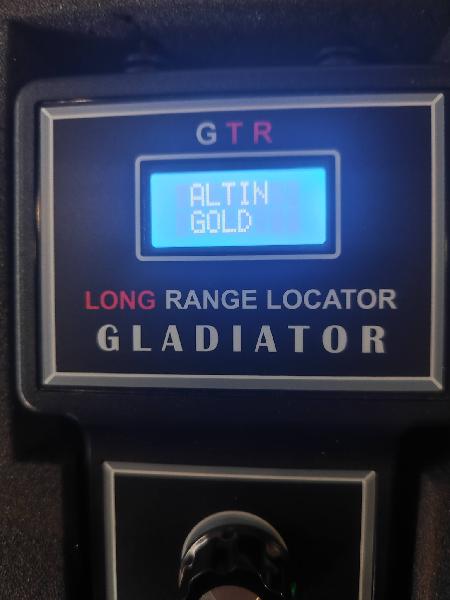 GTR
ALTIN
GOLD
LONG RANGE LOCATOR
GLADIATOR